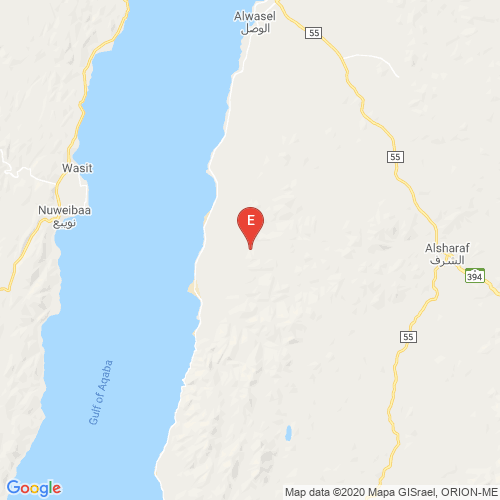 Alwasel
الوصل
55
55
Wasit
Nuweibaa
نويبع
E
Alsharaf
الشرف
394
55
Gulf of Aqaba
Google
Map data ©2020 Mapa GISrael, ORION-ME